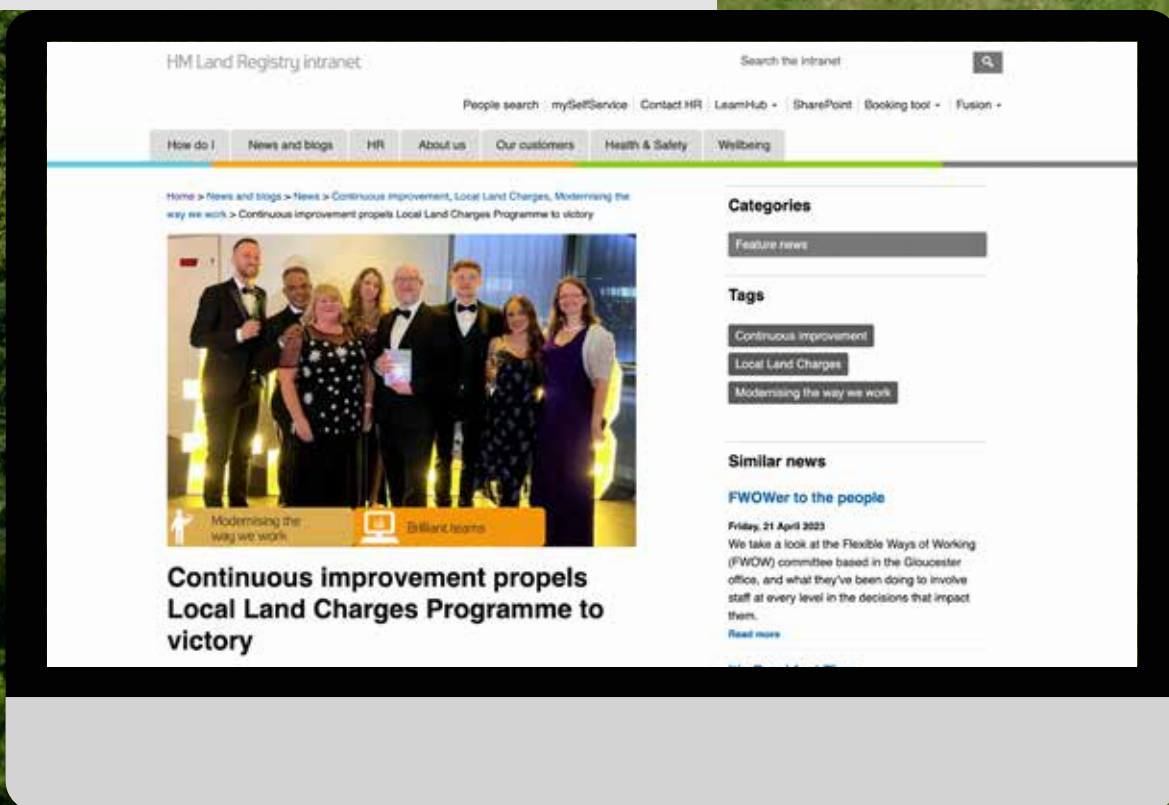 HM Land Registry intranet
Search the intranet
People search mySelfService Contact HR LearnHub SharePoint Booking tool Fusion
How do I News and blogs HR About us Our customers Health & Safety Wellbeing
Home > News and blogs > News > Continuous improvement, Local Land Charges, Modernising the
way we work > Continuous improvement propels Local Land Charges Programme to victory
Modernising the
way we work
Brilliant teams
Continuous improvement propels
Local Land Charges Programme to
victory
Categories
Feature news
Tags
Continuous improvement
Local Land Charges
Modernising the way we work
Similar news
FWOWer to the people
Friday, 21 April 2023
We take a look at the Flexible Ways of Working
(FWOW) committee based in the Gloucester
office, and what they've been doing to involve
staff at every level in the decisions that impact
them.
Read more